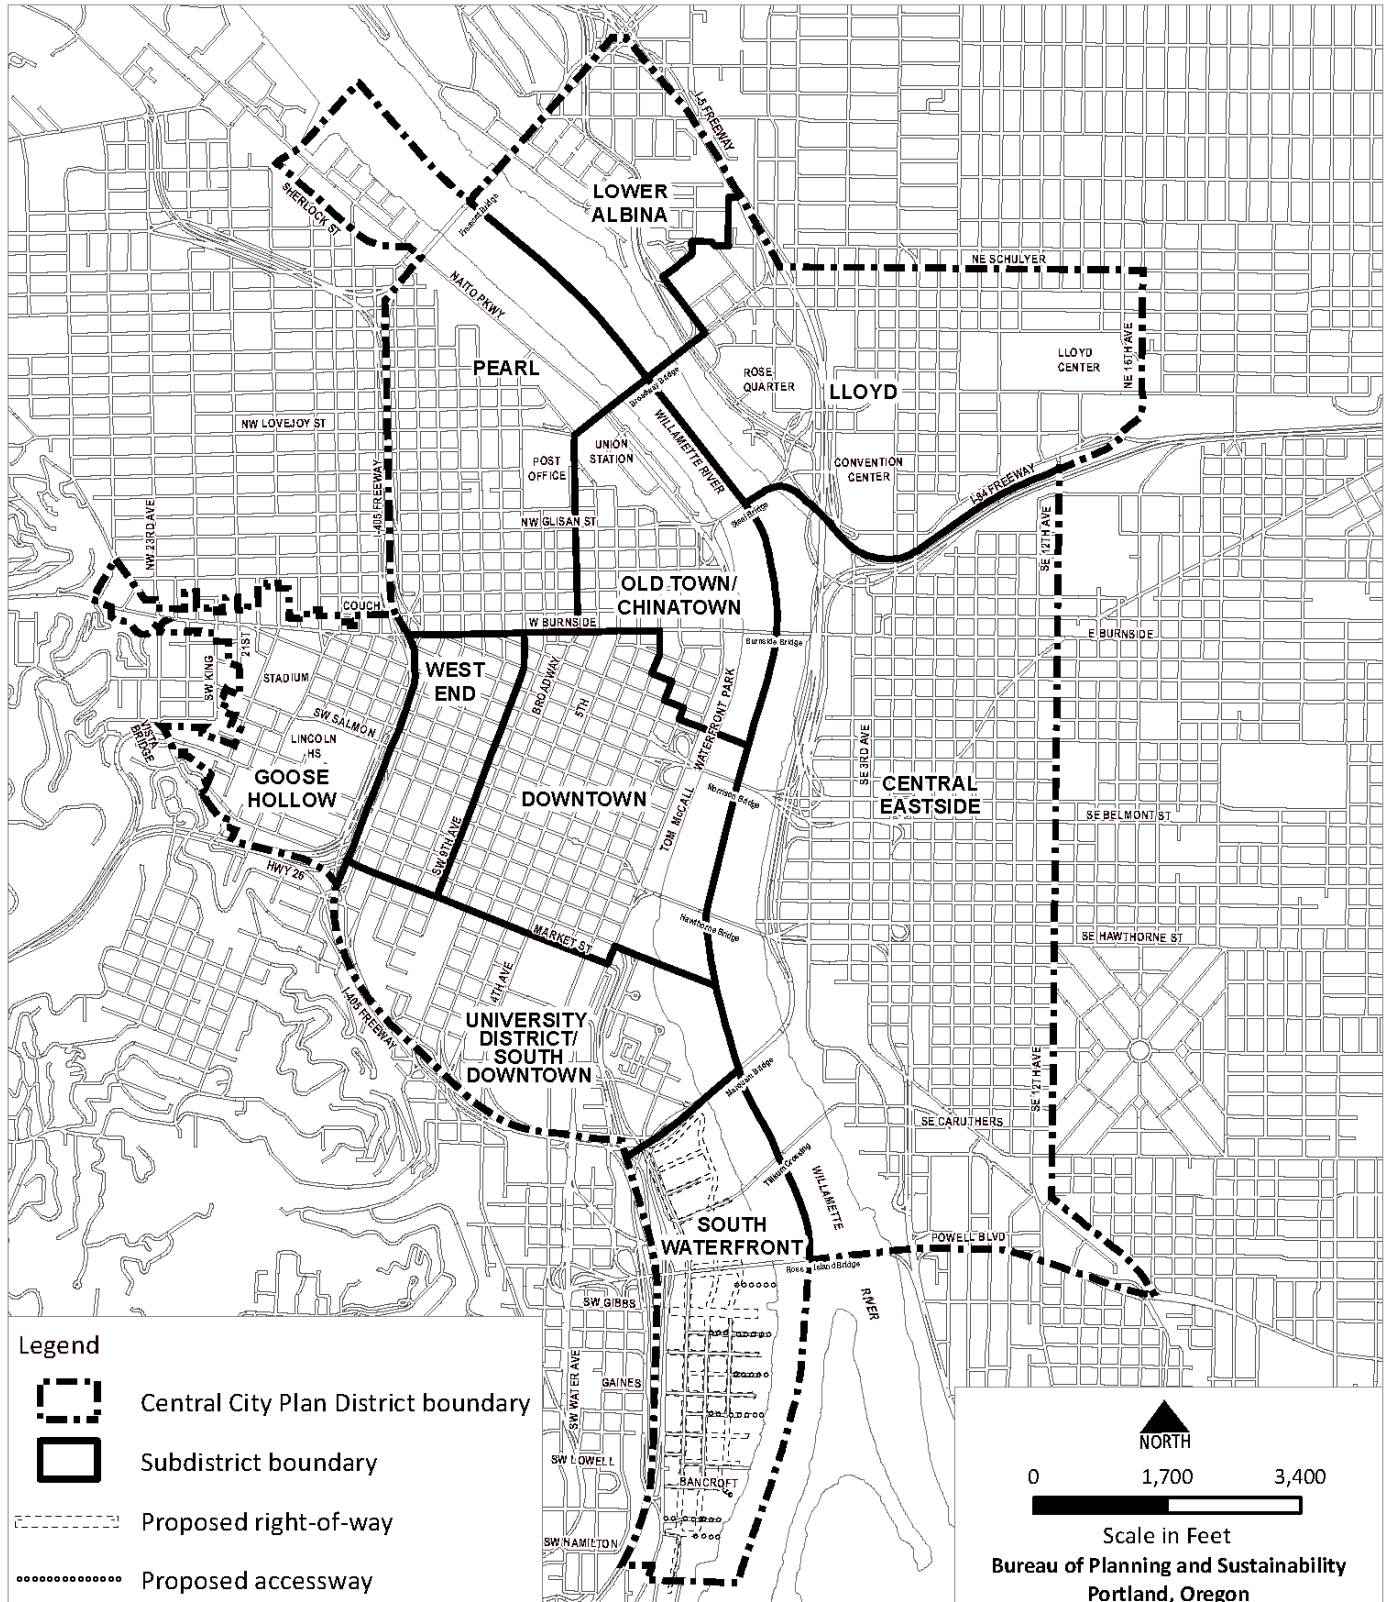 I-5 FREEWAY
LOWER
ALBINA
SHERLOCK ST
Fremont Bridge
NE SCHULYER
NAITO PKWY
PEARL
ROSE
QUARTER
LLOYD
CENTER
NE 16TH AVE
Broadway Bridge
LLOYD
NW LOVEJOY ST
WILLAMETTE RIVER
UNION
STATION
POST
OFFICE
CONVENTION
CENTER
I-405 FREEWAY
I-84 FREEWAY
NW 23RD AVE
NW GLISAN ST
Steel Bridge
SE 12TH AVE
OLD TOWN/
CHINATOWN
COUCH
W BURNSIDE
Burnside Bridge
E BURNSIDE
21ST
SW KING
STADIUM
WEST
END
BROADWAY
5TH
SW SALMON
VISTA
BRIDGE
LINCOLN
HS
GOOSE
HOLLOW
DOWNTOWN
TOM McCALL WATERFRONT PARK
Morrison Bridge
SE 3RD AVE
CENTRAL
EASTSIDE
SE BELMONT ST
SW 9TH AVE
HWY 26
MARKET ST
Hawthorne Bridge
SE HAWTHORNE ST
4TH AVE
I-405 FREEWAY
UNIVERSITY
DISTRICT/
SOUTH
DOWNTOWN
Marquam Bridge
SE 12TH AVE
SE CARUTHERS
Tilikum Crossing
WILLAMETTE
SOUTH
WATERFRONT
POWELL BLVD
Ross Island Bridge
RIVER
SW GIBBS
SW WATER AVE
GAINES
SW LOWELL
BANCROFT
SW HAMILTON
Legend
Central City Plan District boundary
Subdistrict boundary
Proposed right-of-way
Proposed accessway
NORTH
0 1,700 3,400
Scale in Feet
Bureau of Planning and Sustainability
Portland, Oregon